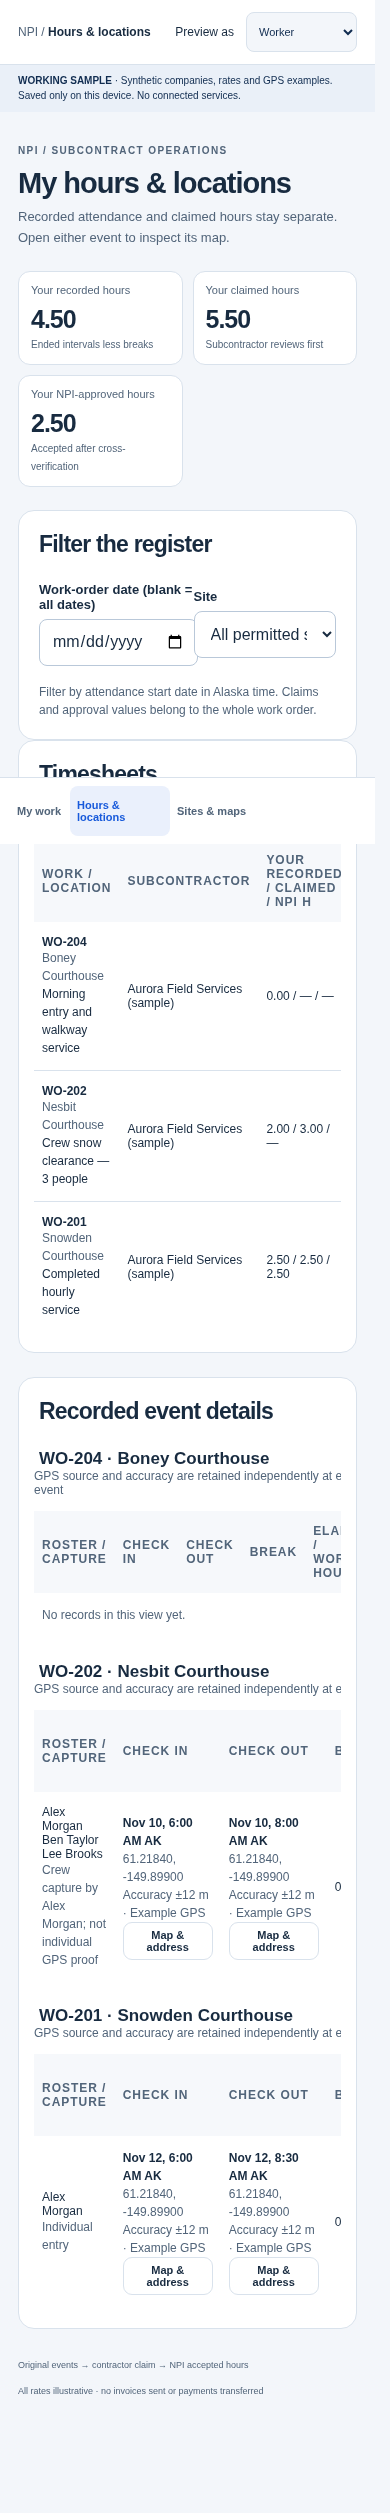 NPI / Hours & locations
Preview as
Worker
WORKING SAMPLE · Synthetic companies, rates and GPS examples.
Saved only on this device. No connected services.
NPI / SUBCONTRACT OPERATIONS
My hours & locations
Recorded attendance and claimed hours stay separate.
Open either event to inspect its map.
Your recorded hours
4.50
Ended intervals less breaks
Your claimed hours
5.50
Subcontractor reviews first
Your NPI-approved hours
2.50
Accepted after cross-
verification
Filter the register
Work-order date (blank =
all dates)
mm/dd/yyyy
Site
All permitted s
Filter by attendance start date in Alaska time. Claims
and approval values belong to the whole work order.
Timesheets
My work
Hours &
locations
Sites & maps
WORK /
LOCATION
SUBCONTRACTOR
YOUR
RECORDED
/ CLAIMED
/ NPI H
WO-204
Boney
Courthouse
Morning
entry and
walkway
service
Aurora Field Services
(sample)
0.00 / — / —
WO-202
Nesbit
Courthouse
Crew snow
clearance —
3 people
Aurora Field Services
(sample)
2.00 / 3.00 /
—
WO-201
Snowden
Courthouse
Completed
hourly
service
Aurora Field Services
(sample)
2.50 / 2.50 /
2.50
Recorded event details
WO-204 · Boney Courthouse
GPS source and accuracy are retained independently at e
event
ROSTER /
CAPTURE
CHECK
IN
CHECK
OUT
BREAK
ELA
/
WOR
HOU
No records in this view yet.
WO-202 · Nesbit Courthouse
GPS source and accuracy are retained independently at e
ROSTER /
CAPTURE
CHECK IN
CHECK OUT
B
Alex
Morgan
Ben Taylor
Lee Brooks
Crew
capture by
Alex
Morgan; not
individual
GPS proof
Nov 10, 6:00
AM AK
61.21840,
-149.89900
Accuracy ±12 m
· Example GPS
Map &
address
Nov 10, 8:00
AM AK
61.21840,
-149.89900
Accuracy ±12 m
· Example GPS
Map &
address
0
WO-201 · Snowden Courthouse
GPS source and accuracy are retained independently at e
ROSTER /
CAPTURE
CHECK IN
CHECK OUT
B
Alex
Morgan
Individual
entry
Nov 12, 6:00
AM AK
61.21840,
-149.89900
Accuracy ±12 m
· Example GPS
Map &
address
Nov 12, 8:30
AM AK
61.21840,
-149.89900
Accuracy ±12 m
· Example GPS
Map &
address
0
Original events → contractor claim → NPI accepted hours
All rates illustrative · no invoices sent or payments transferred